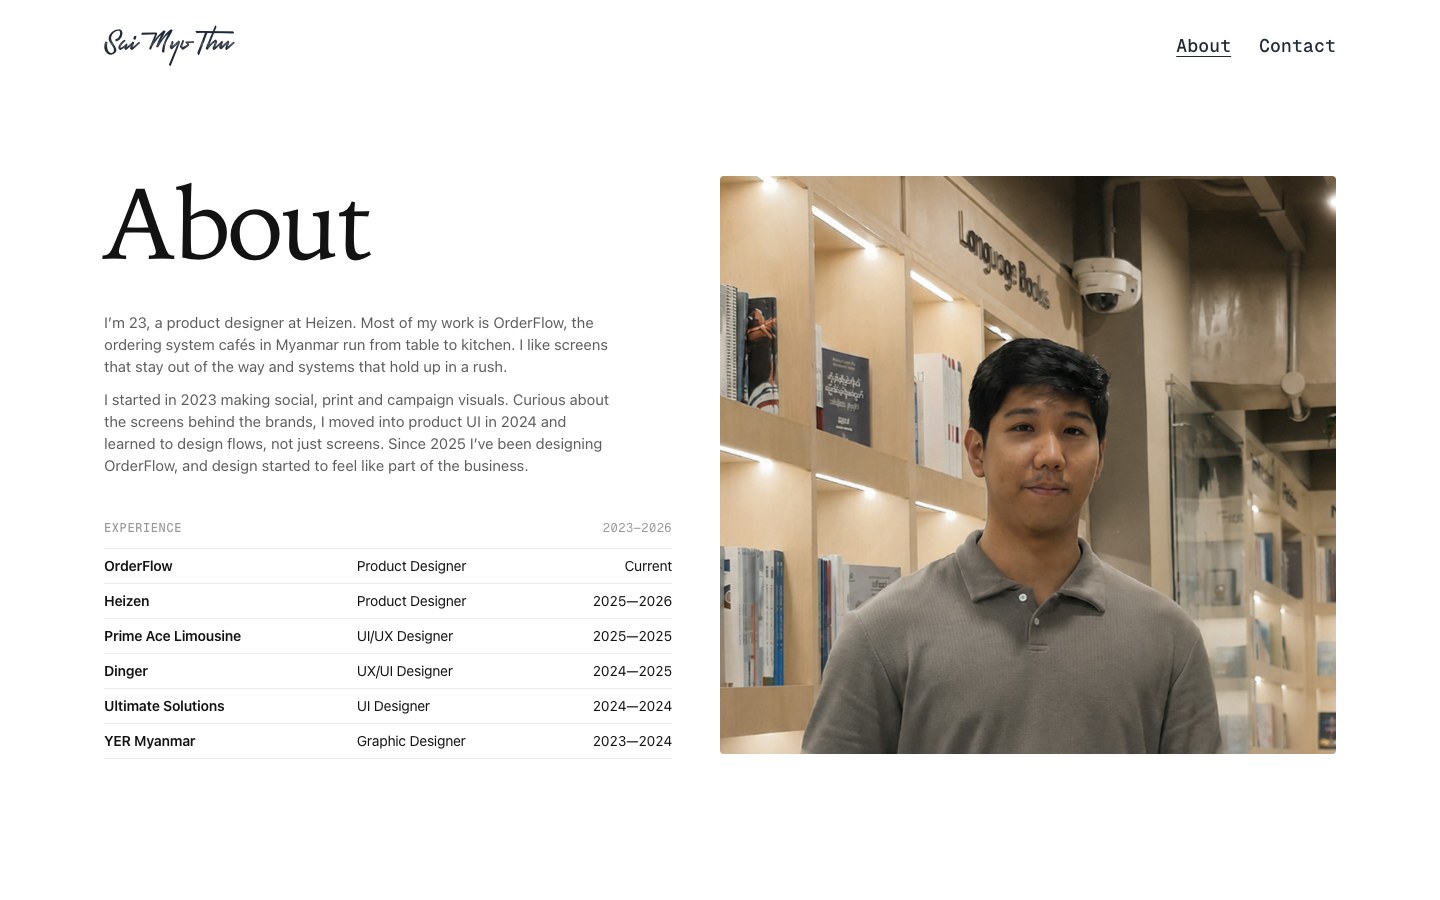 Sai Myo Thu
About Contact
About
I’m 23, a product designer at Heizen. Most of my work is OrderFlow, the
ordering system cafés in Myanmar run from table to kitchen. I like screens
that stay out of the way and systems that hold up in a rush.
I started in 2023 making social, print and campaign visuals. Curious about
the screens behind the brands, I moved into product UI in 2024 and
learned to design flows, not just screens. Since 2025 I’ve been designing
OrderFlow, and design started to feel like part of the business.
EXPERIENCE 2023–2026
OrderFlow Product Designer Current
Heizen Product Designer 2025—2026
Prime Ace Limousine UI/UX Designer 2025—2025
Dinger UX/UI Designer 2024—2025
Ultimate Solutions UI Designer 2024—2024
YER Myanmar Graphic Designer 2023—2024
Language Books